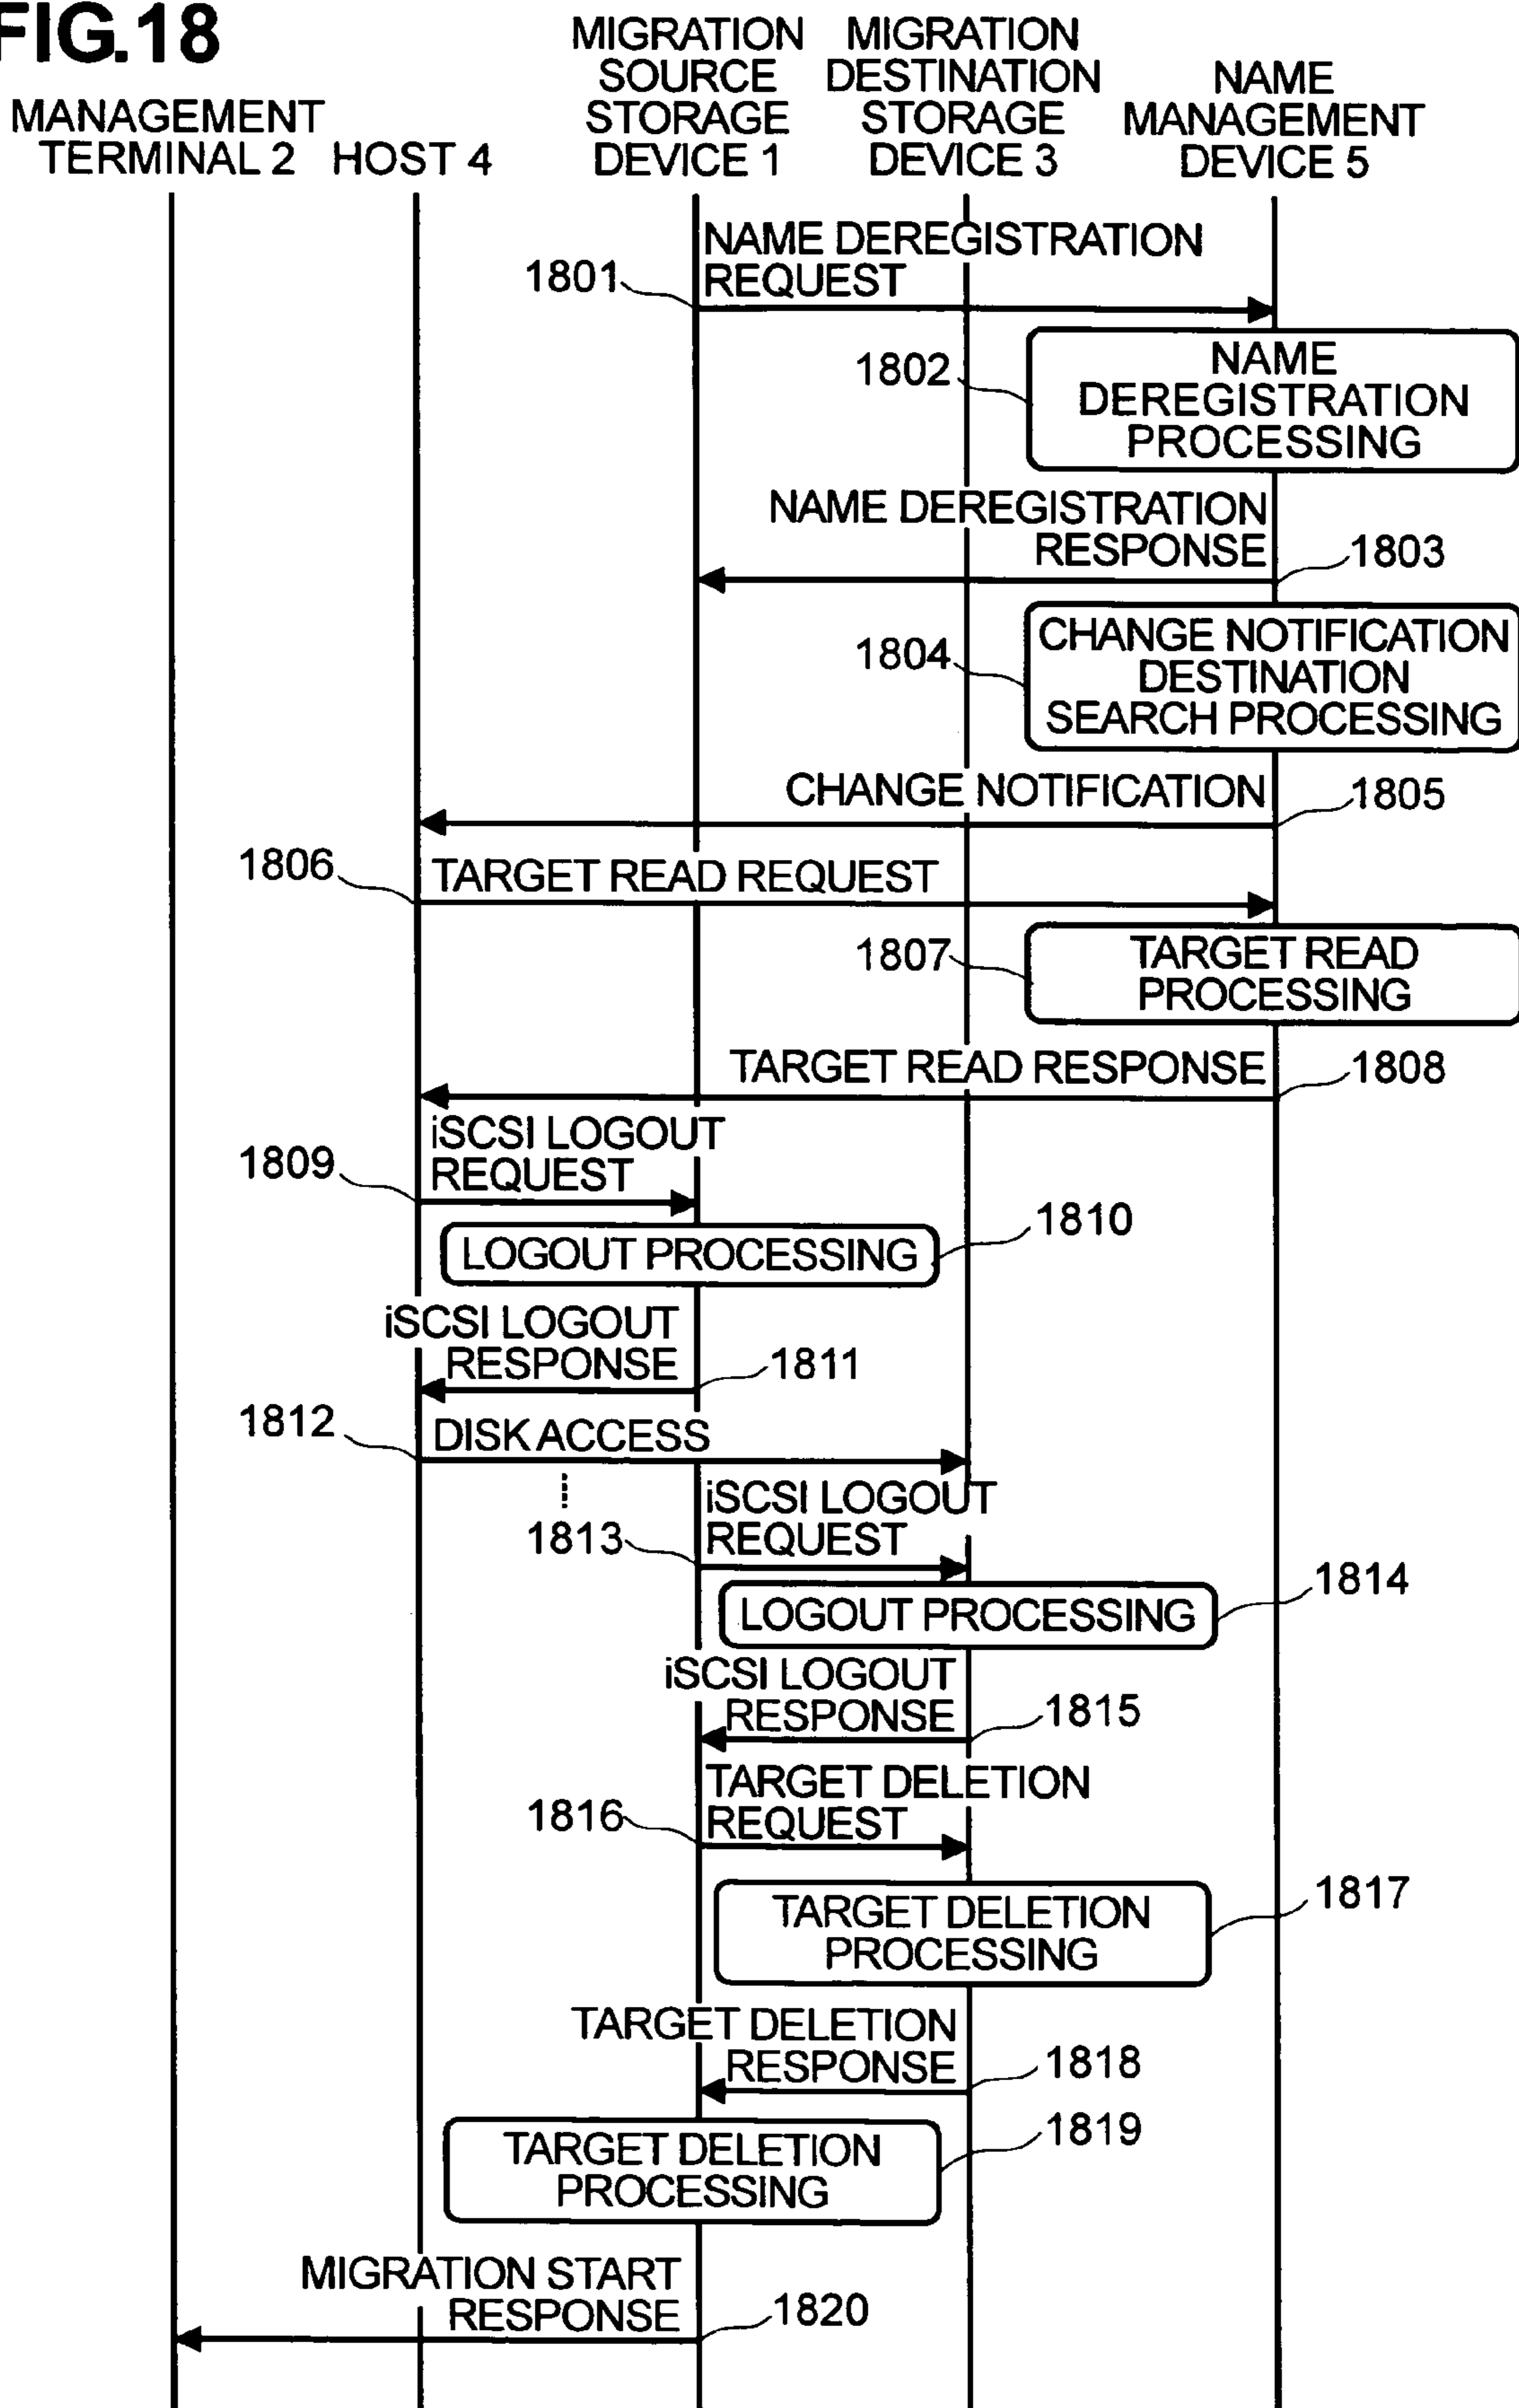 FIG.18
MANAGEMENT
TERMINAL 2
HOST 4
MIGRATION
SOURCE
STORAGE
DEVICE 1
MIGRATION
DESTINATION
STORAGE
DEVICE 3
NAME
MANAGEMENT
DEVICE 5
NAME DEREGISTRATION
REQUEST
1801
1802
NAME
DEREGISTRATION
PROCESSING
NAME DEREGISTRATION
RESPONSE
1803
1804
CHANGE NOTIFICATION
DESTINATION
SEARCH PROCESSING
CHANGE NOTIFICATION
1805
1806
TARGET READ REQUEST
1807
TARGET READ
PROCESSING
TARGET READ RESPONSE
1808
iSCSI LOGOUT
REQUEST
1809
LOGOUT PROCESSING
1810
iSCSI LOGOUT
RESPONSE
1811
1812
DISK ACCESS
iSCSI LOGOUT
REQUEST
1813
LOGOUT PROCESSING
1814
iSCSI LOGOUT
RESPONSE
1815
TARGET DELETION
REQUEST
1816
TARGET DELETION
PROCESSING
1817
TARGET DELETION
RESPONSE
1818
TARGET DELETION
PROCESSING
1819
MIGRATION START
RESPONSE
1820